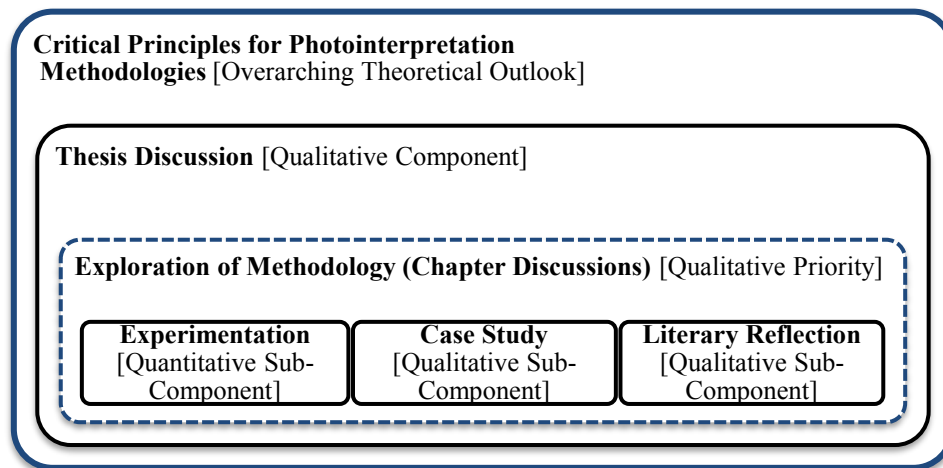 Critical Principles for Photointerpretation
Methodologies [Overarching Theoretical Outlook]
Thesis Discussion [Qualitative Component]
Exploration of Methodology (Chapter Discussions) [Qualitative Priority]
Experimentation
[Quantitative Sub-
Component]
Case Study
[Qualitative Sub-
Component]
Literary Reflection
[Qualitative Sub-
Component]